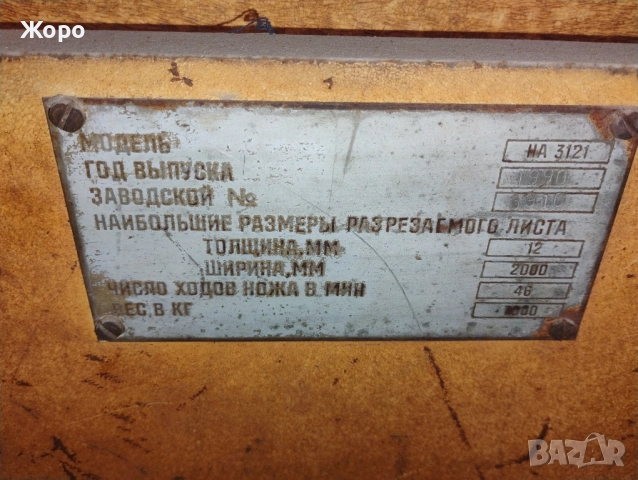 Жоро
МОДЕЛЬ НА 3121
ГОД ВЫПУСКА
ЗАВОДСКОЙ №
НАИБОЛЬШИЕ РАЗМЕРЫ РАЗРЕЗАЕМОГО ЛИСТА
ТОЛЩИНА, ММ 12
ШИРИНА, ММ 2000
ЧИСЛО ХОДОВ НОЖА В МИН 46
ВЕС В КГ
bazar.bg